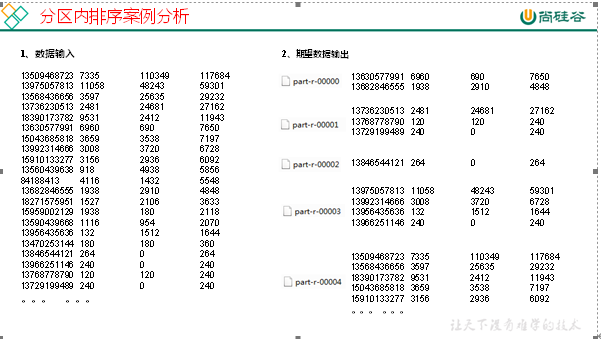 分区内排序案例分析
尚硅谷
1、数据输入
13509468723 7335 110349 117684
13975057813 11058 48243 59301
13568436656 3597 25635 29232
13736230513 2481 24681 27162
18390173782 9531 2412 11943
13630577991 6960 690 7650
15043685818 3659 3538 7197
13992314666 3008 3720 6728
15910133277 3156 2936 6092
13560439638 918 4938 5856
84188413 4116 1432 5548
13682846555 1938 2910 4848
18271575951 1527 2106 3633
15959002129 1938 180 2118
13590439668 1116 954 2070
13956435636 132 1512 1644
13470253144 180 180 360
13846544121 264 0 264
13966251146 240 0 240
13768778790 120 120 240
13729199489 240 0 240
。。。 。。。
2、期望数据输出
part-r-00000
13630577991 6960 690 7650
13682846555 1938 2910 4848
part-r-00001
13736230513 2481 24681 27162
13768778790 120 120 240
13729199489 240 0 240
part-r-00002
13846544121 264 0 264
part-r-00003
13975057813 11058 48243 59301
13992314666 3008 3720 6728
13956435636 132 1512 1644
13966251146 240 0 240
part-r-00004
13509468723 7335 110349 117684
13568436656 3597 25635 29232
18390173782 9531 2412 11943
15043685818 3659 3538 7197
15910133277 3156 2936 6092
。。。 。。。
让天下没有难学的技术